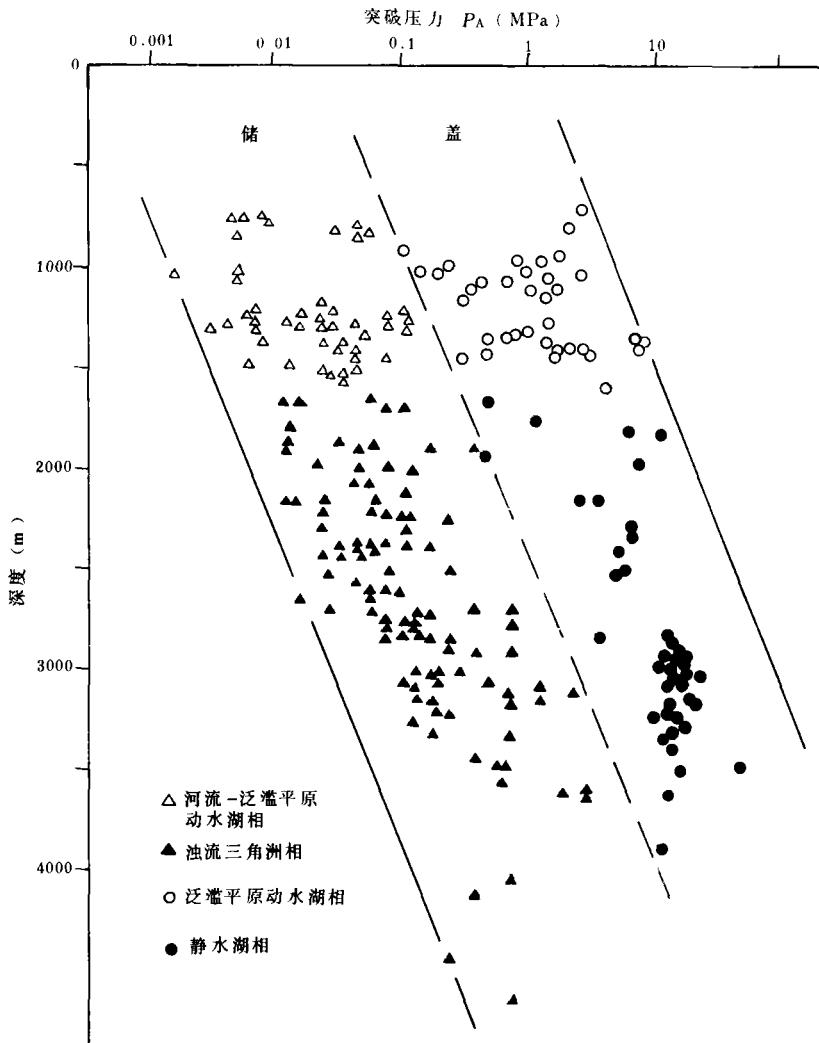 突破压力 PA (MPa)
0.001 0.01 0.1 1 10
0
储 盖
1000
2000
3000
4000
深度 (m)
河流-泛滥平原
动水湖相
浊流三角洲相
泛滥平原动水湖相
静水湖相